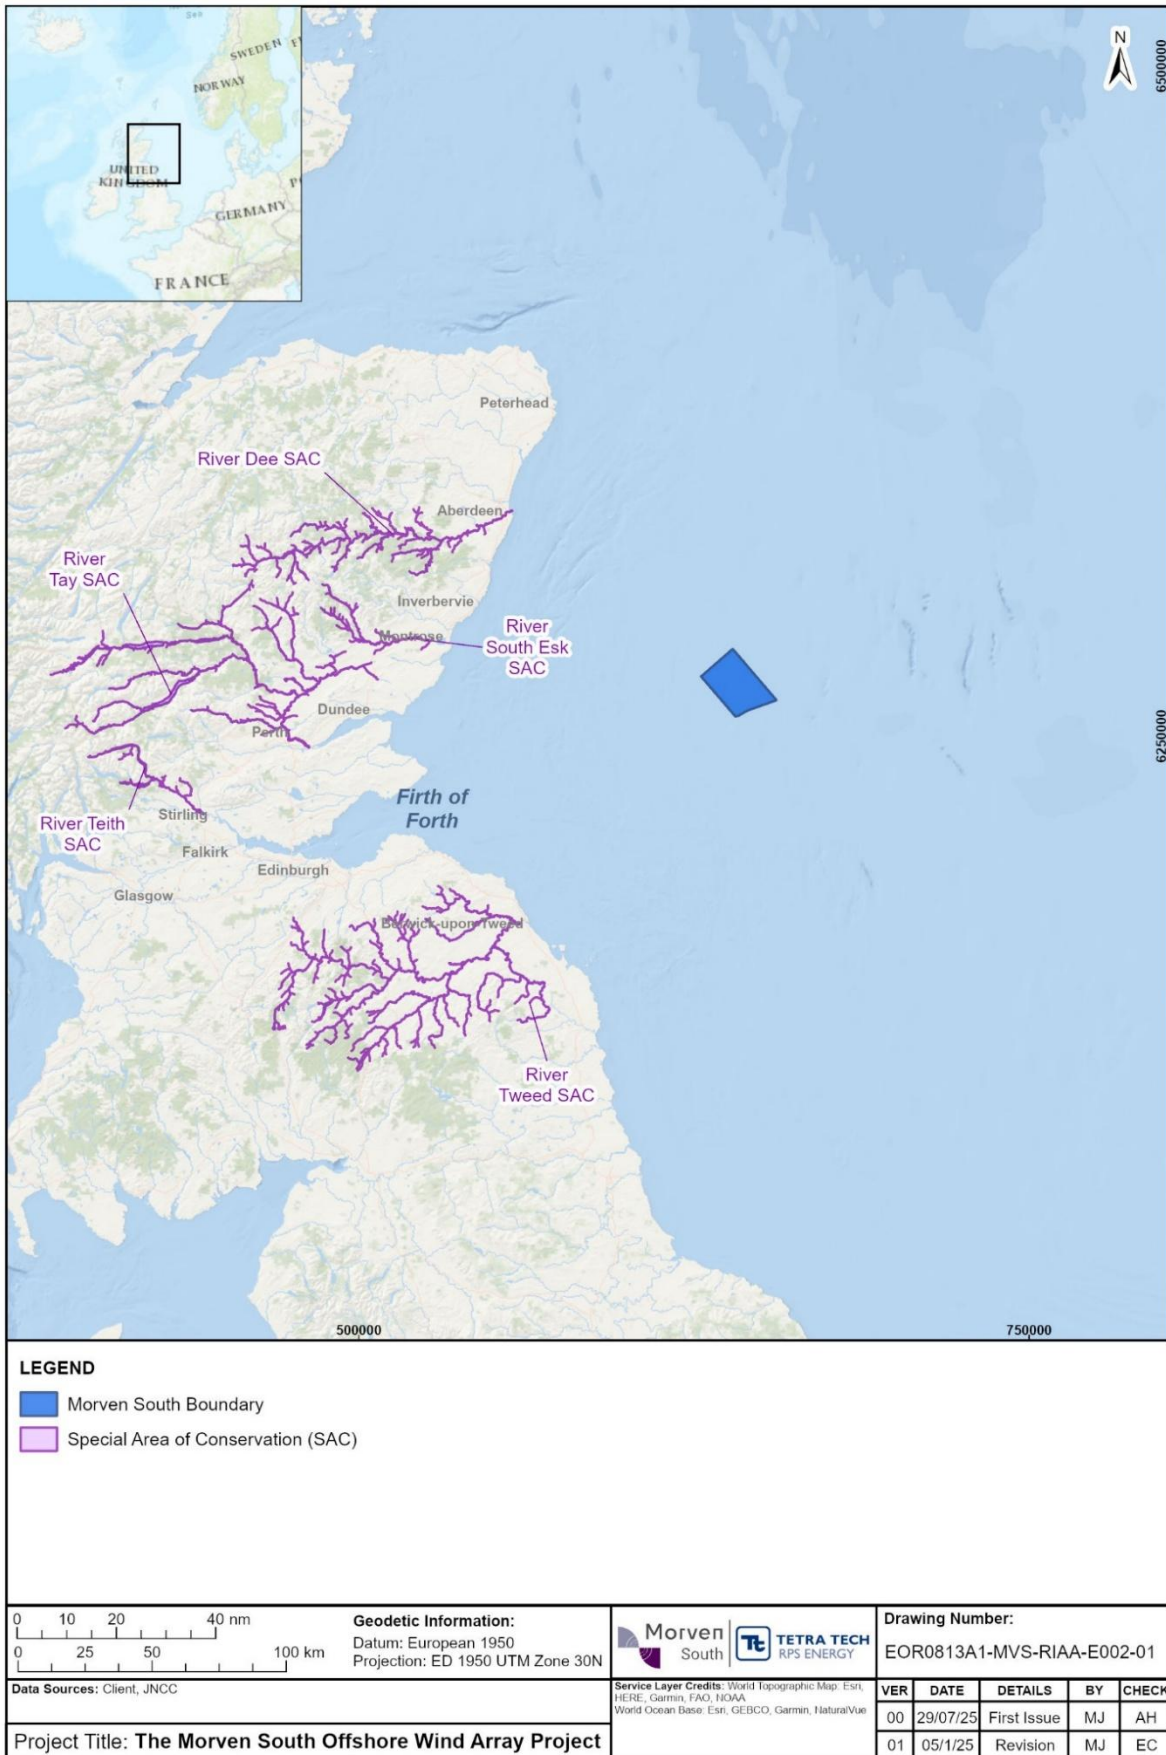 Sea
SWEDEN
FI
NORWAY
UNITED
KINGDOM
GERMANY
FRANCE
N
6500000
Peterhead
River Dee SAC
Aberdeen
River
Tay SAC
Inverbervie
River
South Esk
SAC
Montrose
Dundee
Perth
6250000
Firth of
Forth
River Teith
SAC
Stirling
Falkirk
Edinburgh
Glasgow
Berwick-upon-Tweed
River
Tweed SAC
500000
750000
LEGEND
Morven South Boundary
Special Area of Conservation (SAC)
0 10 20 40 nm
0 25 50 100 km
Geodetic Information:
Datum: European 1950
Projection: ED 1950 UTM Zone 30N
Morven
South
Tt TETRA TECH
RPS ENERGY
Drawing Number:
EOR0813A1-MVS-RIAA-E002-01
Data Sources: Client, JNCC
Service Layer Credits: World Topographic Map: Esri,
HERE, Garmin, FAO, NOAA
World Ocean Base: Esri, GEBCO, Garmin, NaturalVue
VER DATE DETAILS BY CHECK
00 29/07/25 First Issue MJ AH
01 05/1/25 Revision MJ EC
Project Title: The Morven South Offshore Wind Array Project